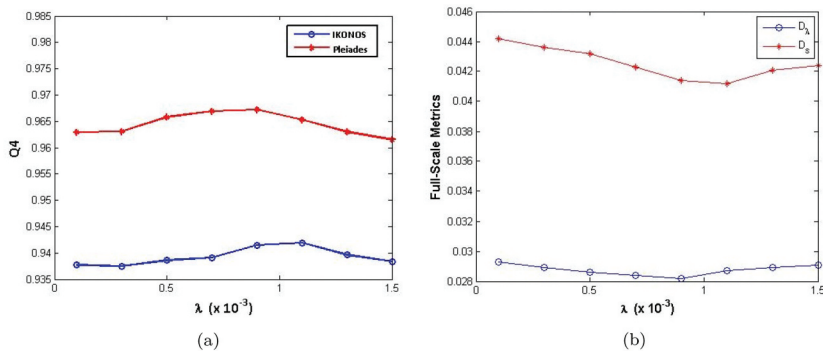 0.985
0.98
0.975
0.97
0.965
0.96
0.955
0.95
0.945
0.94
0.935
Q4
IKONOS
Pleiades
0
0.5
1
1.5
λ (x 10⁻³)
(a)
0.046
0.044
0.042
0.04
0.038
0.036
0.034
0.032
0.03
0.028
Full-Scale Metrics
D_λ
D_s
0
0.5
1
1.5
λ (x 10⁻³)
(b)